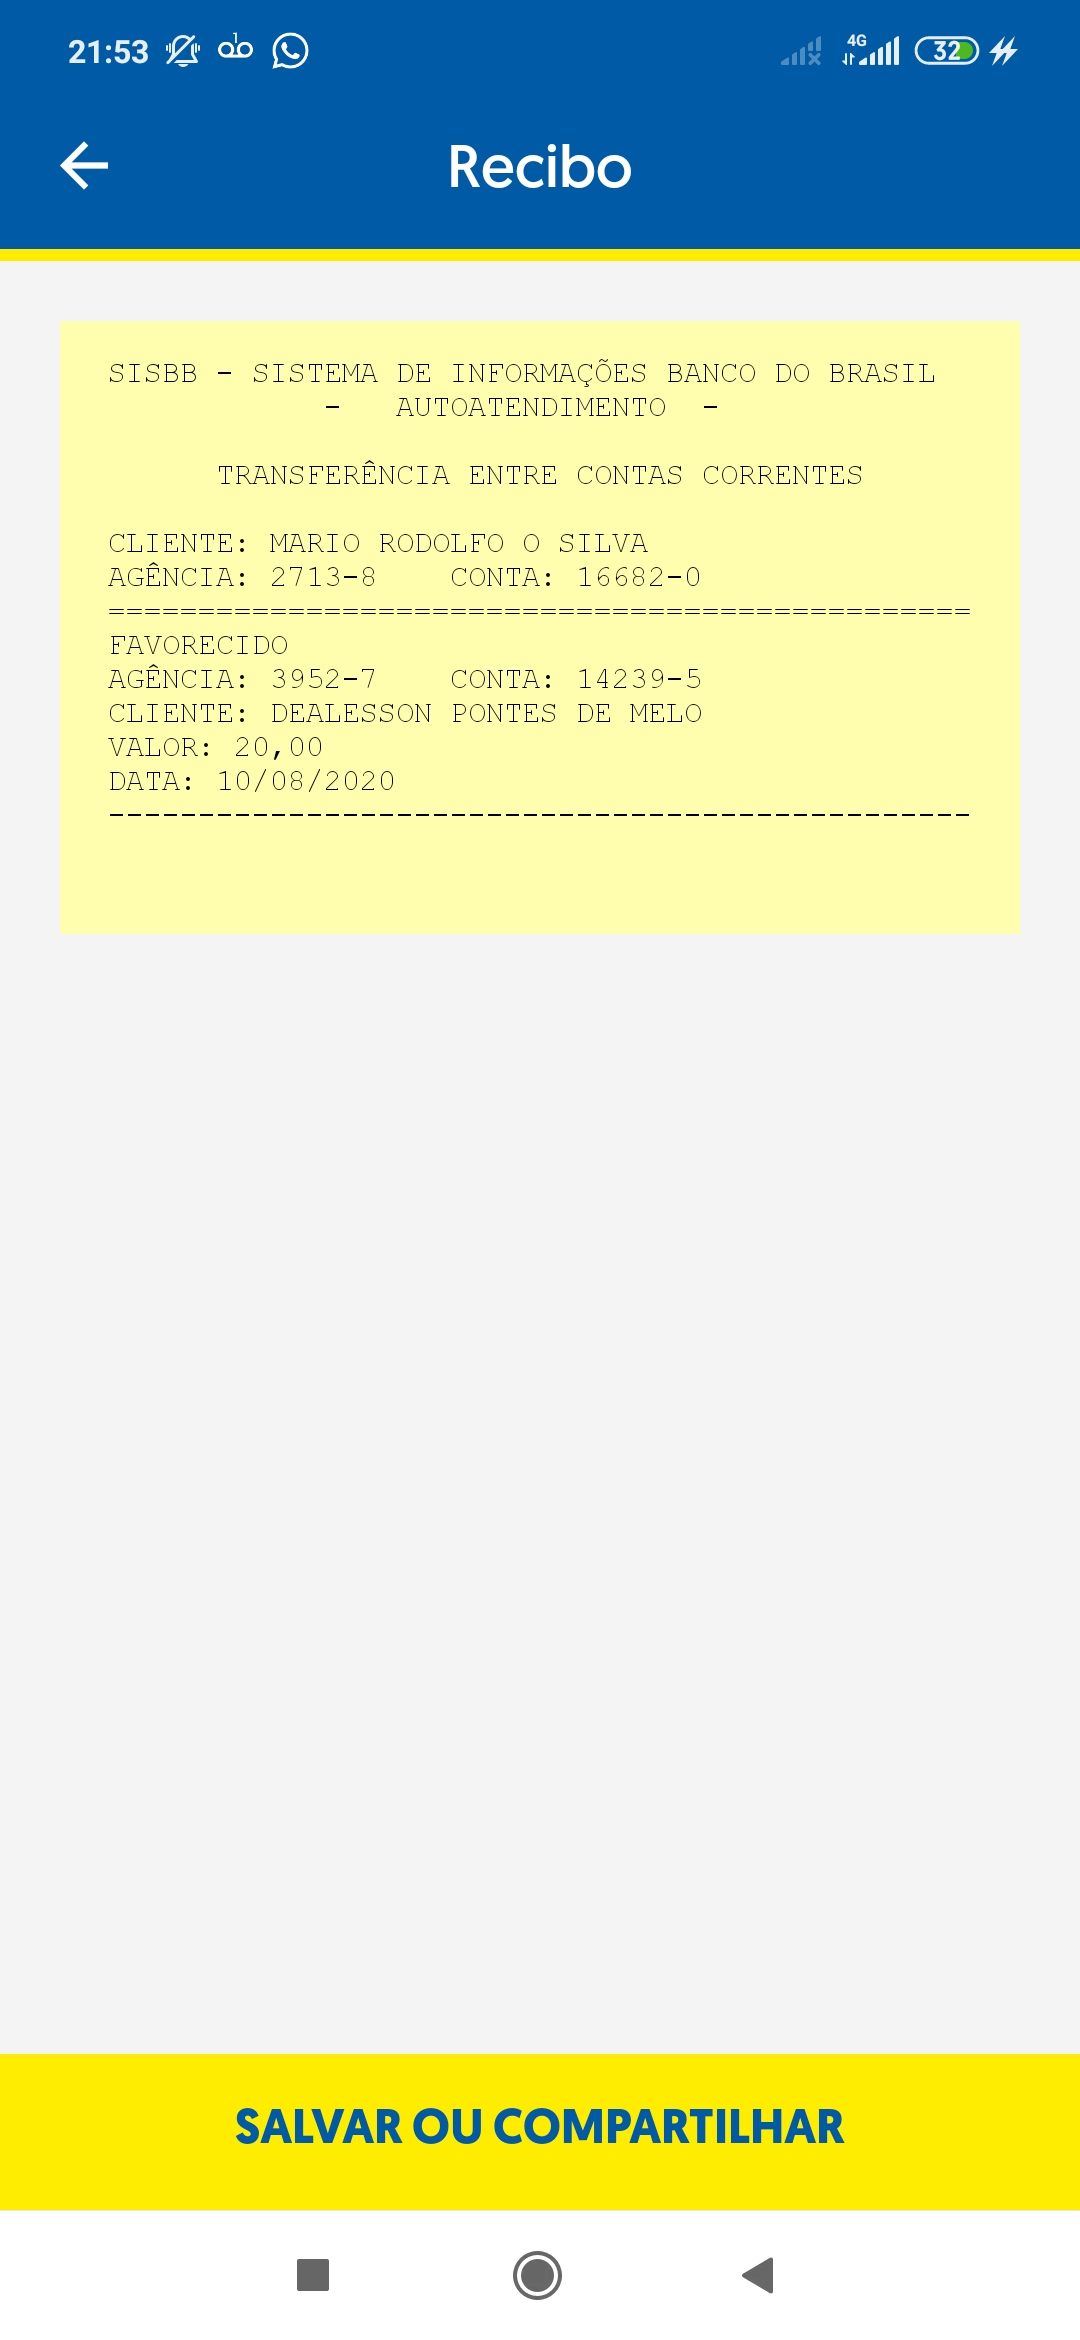 21:53
4G
32
Recibo
SISBB - SISTEMA DE INFORMAÇÕES BANCO DO BRASIL
- AUTOATENDIMENTO -
TRANSFERÊNCIA ENTRE CONTAS CORRENTES
CLIENTE: MARIO RODOLFO O SILVA
AGÊNCIA: 2713-8 CONTA: 16682-0
================================================
FAVORECIDO
AGÊNCIA: 3952-7 CONTA: 14239-5
CLIENTE: DEALESSON PONTES DE MELO
VALOR: 20,00
DATA: 10/08/2020
------------------------------------------------
SALVAR OU COMPARTILHAR